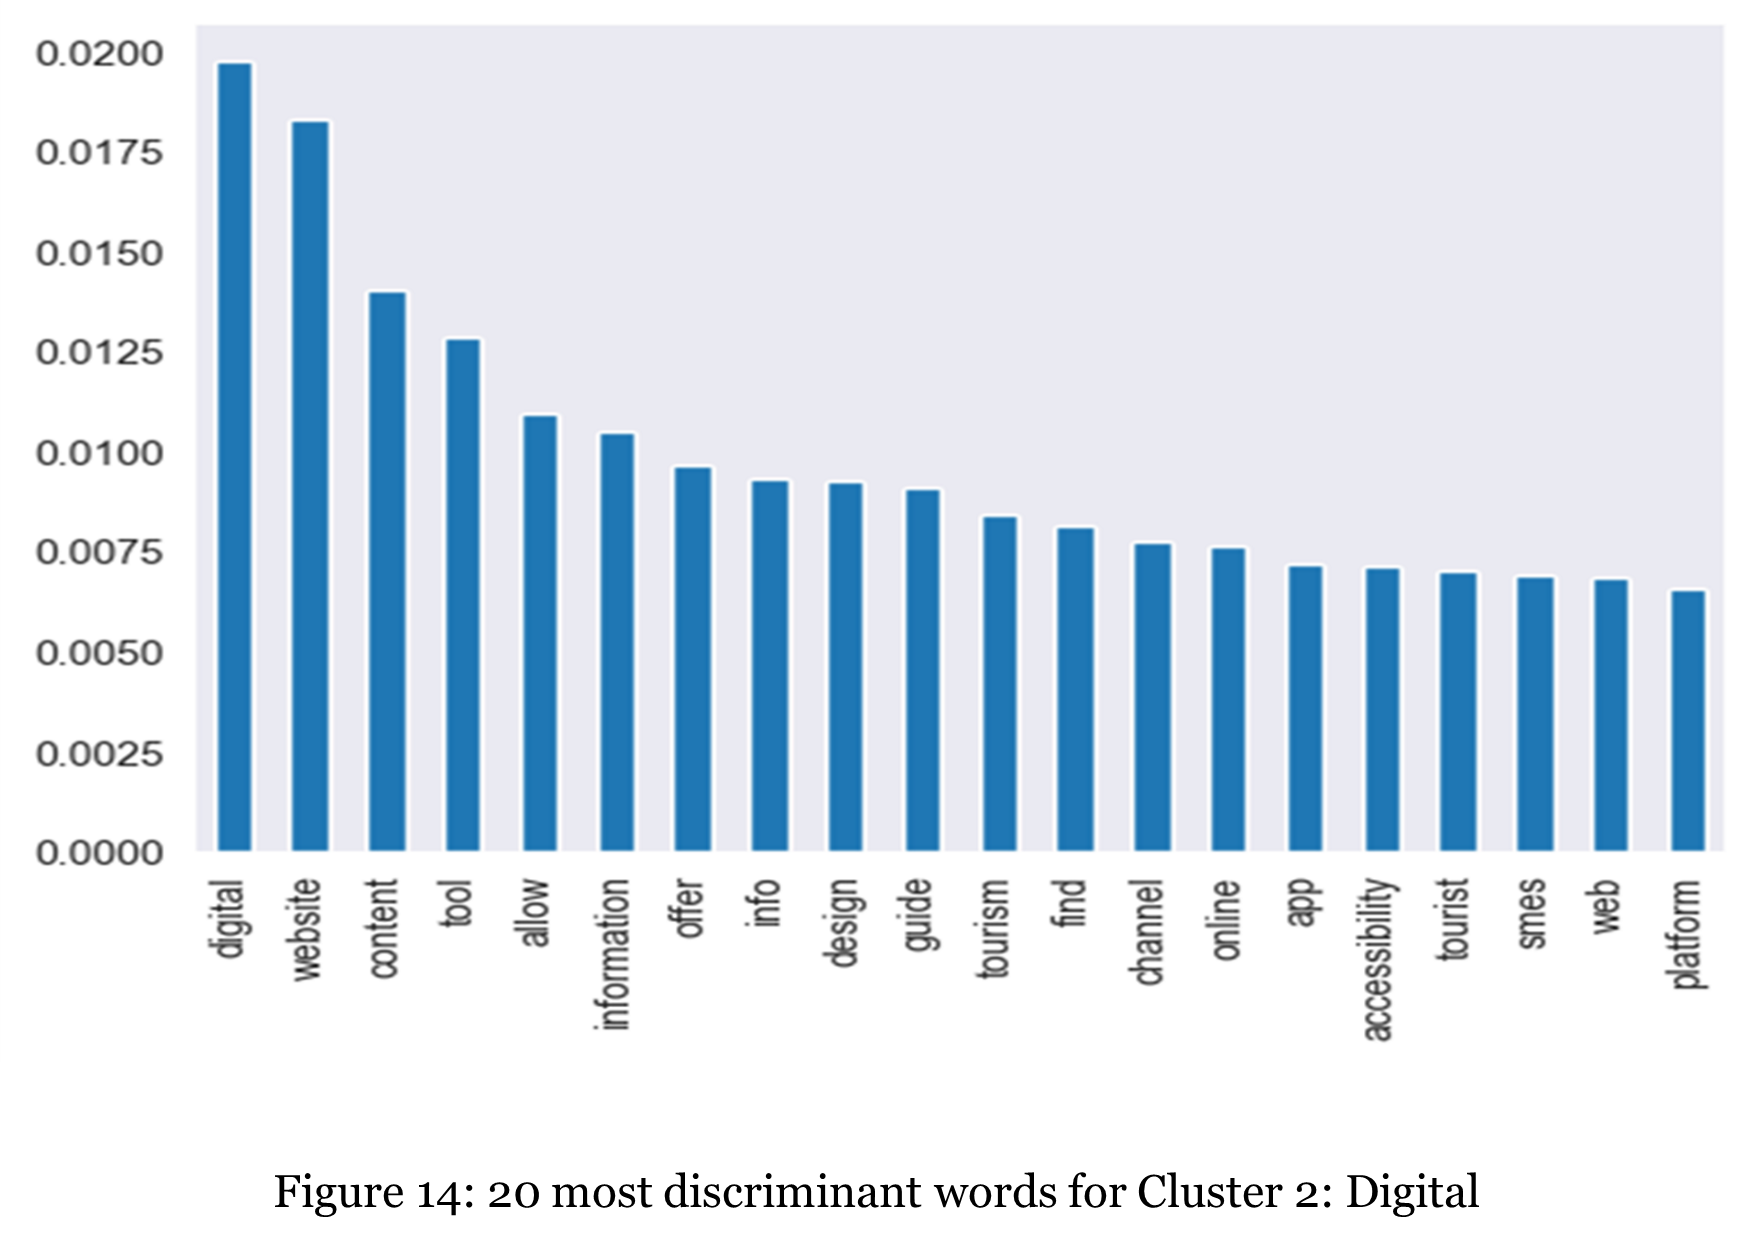 0.0200
0.0175
0.0150
0.0125
0.0100
0.0075
0.0050
0.0025
0.0000
digital
website
content
tool
allow
information
offer
info
design
guide
tourism
find
channel
online
app
accessibility
tourist
smes
web
platform
Figure 14: 20 most discriminant words for Cluster 2: Digital